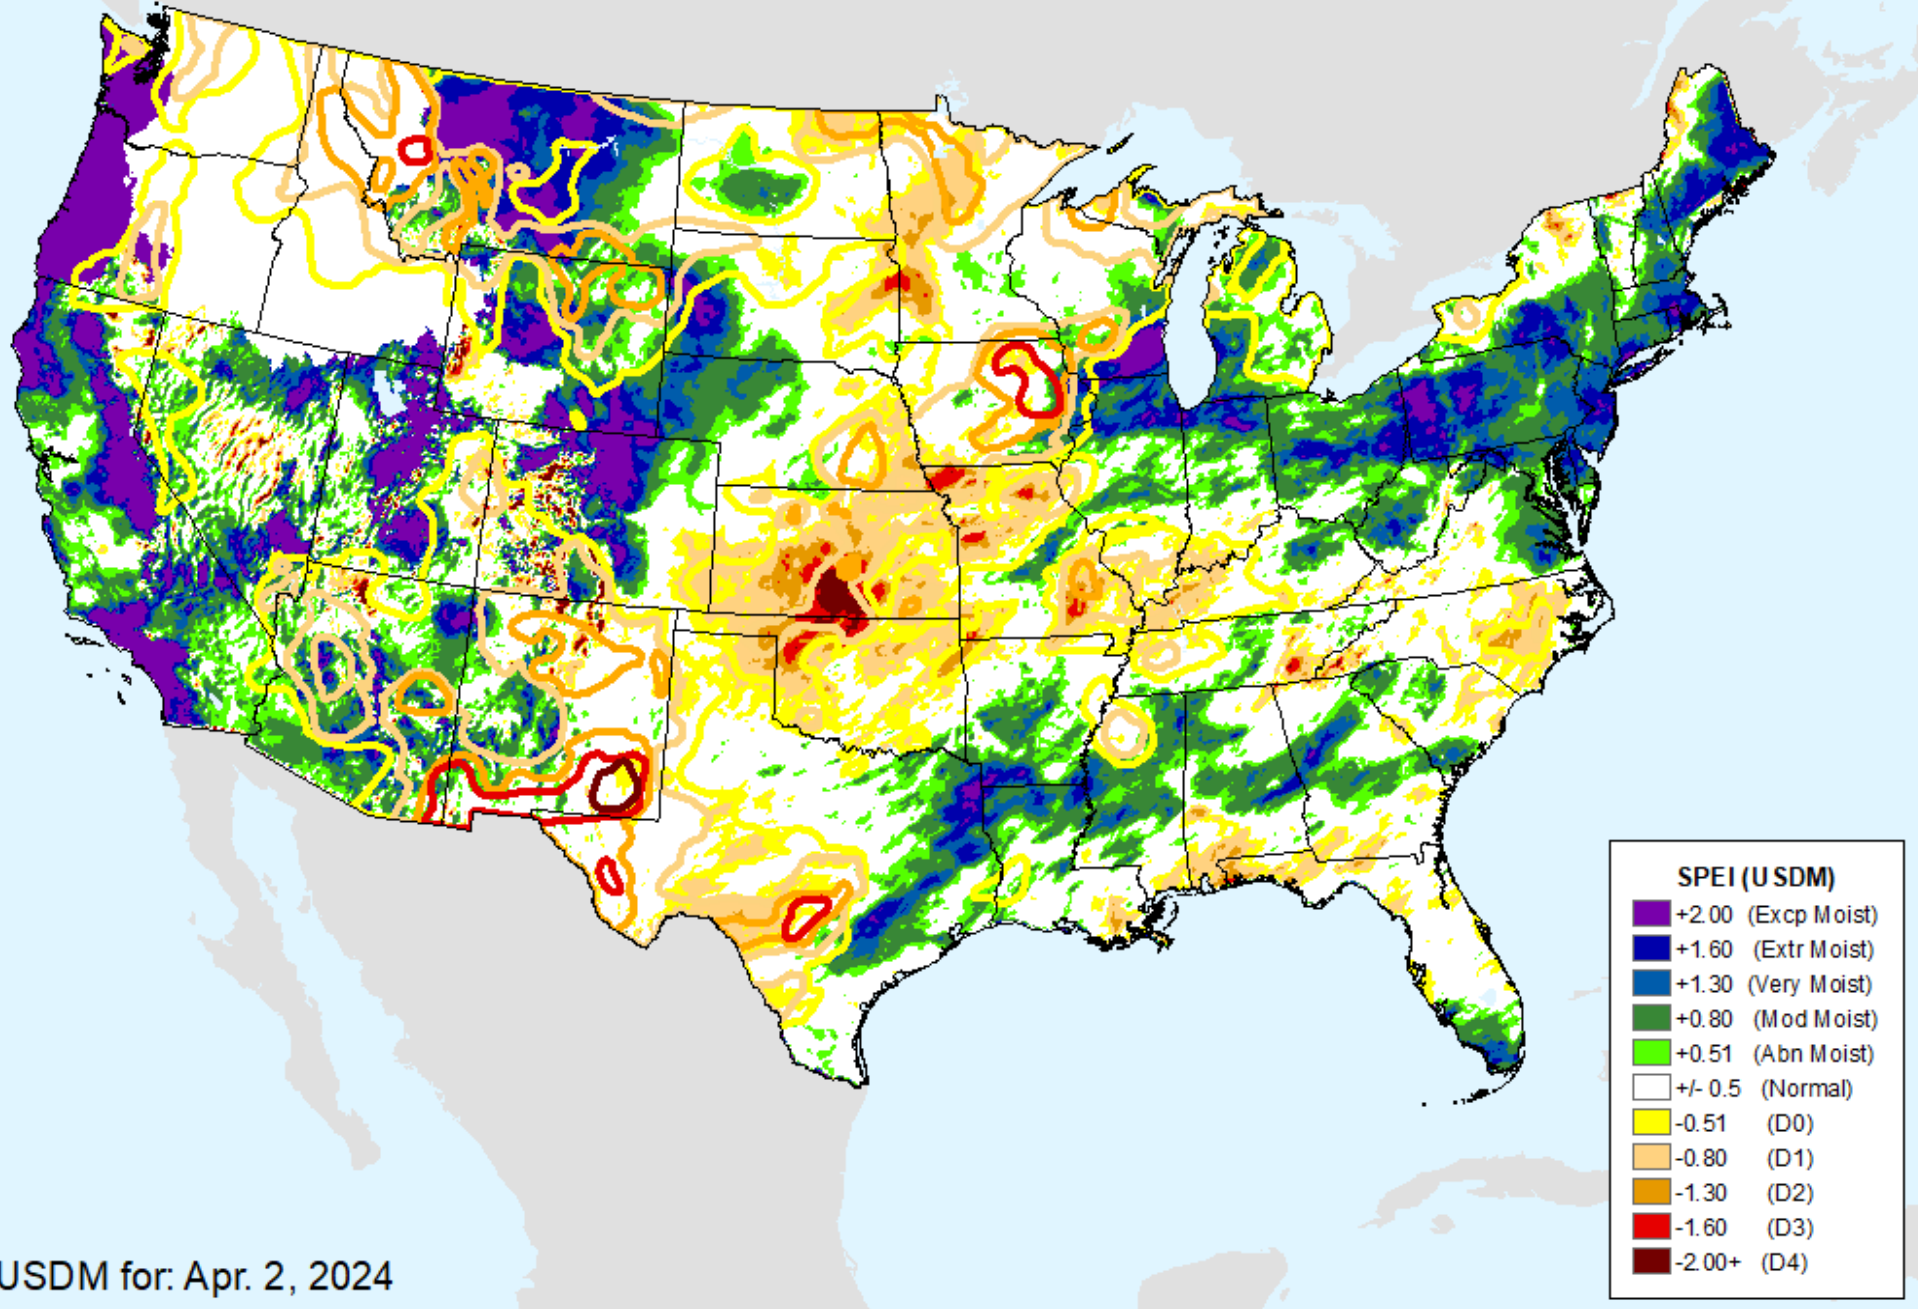 SPEI (USDM)
+2.00 (Excp Moist)
+1.60 (Extr Moist)
+1.30 (Very Moist)
+0.80 (Mod Moist)
+0.51 (Abn Moist)
+/- 0.5 (Normal)
-0.51 (D0)
-0.80 (D1)
-1.30 (D2)
-1.60 (D3)
-2.00+ (D4)
USDM for: Apr. 2, 2024